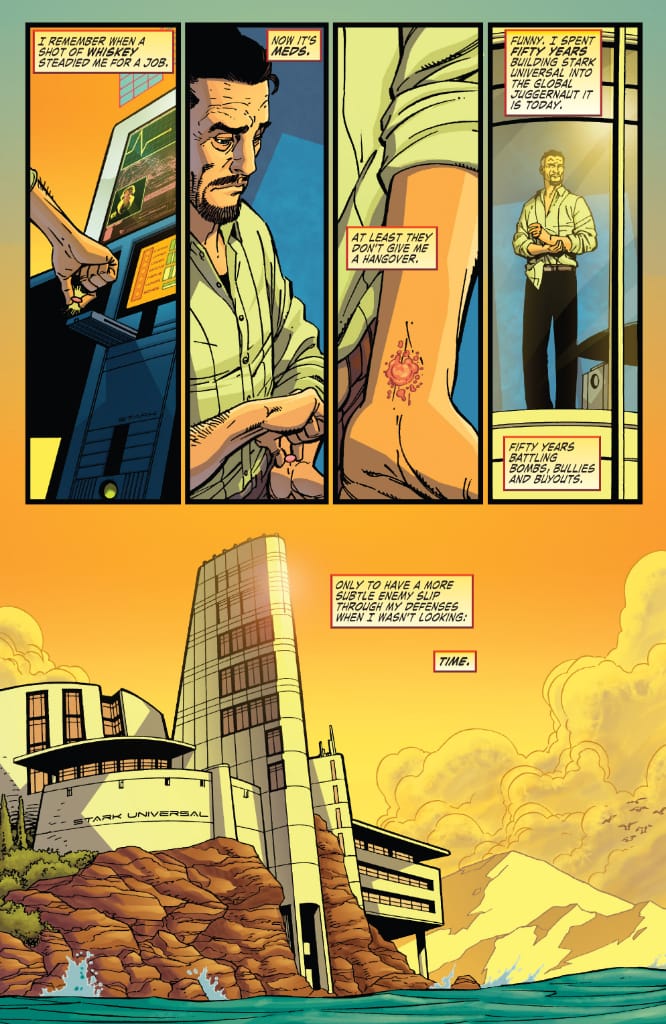 I REMEMBER WHEN A
SHOT OF WHISKEY
STEADIED ME FOR A JOB.
STARK
NOW IT'S
MEDS.
AT LEAST THEY
DON'T GIVE ME
A HANGOVER.
FUNNY. I SPENT
FIFTY YEARS
BUILDING STARK
UNIVERSAL INTO
THE GLOBAL
JUGGERNAUT IT
IS TODAY.
FIFTY YEARS
BATTLING
BOMBS, BULLIES
AND BUYOUTS.
ONLY TO HAVE A MORE
SUBTLE ENEMY SLIP
THROUGH MY DEFENSES
WHEN I WASN'T LOOKING:
TIME.
STARK UNIVERSAL